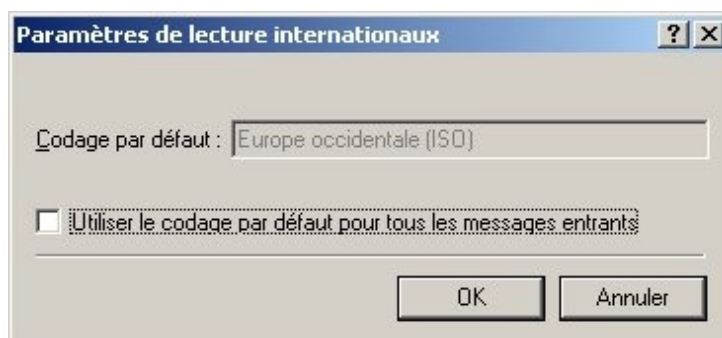 Paramètres de lecture internationaux
Codage par défaut : Europe occidentale (ISO)
Utiliser le codage par défaut pour tous les messages entrants
OK Annuler